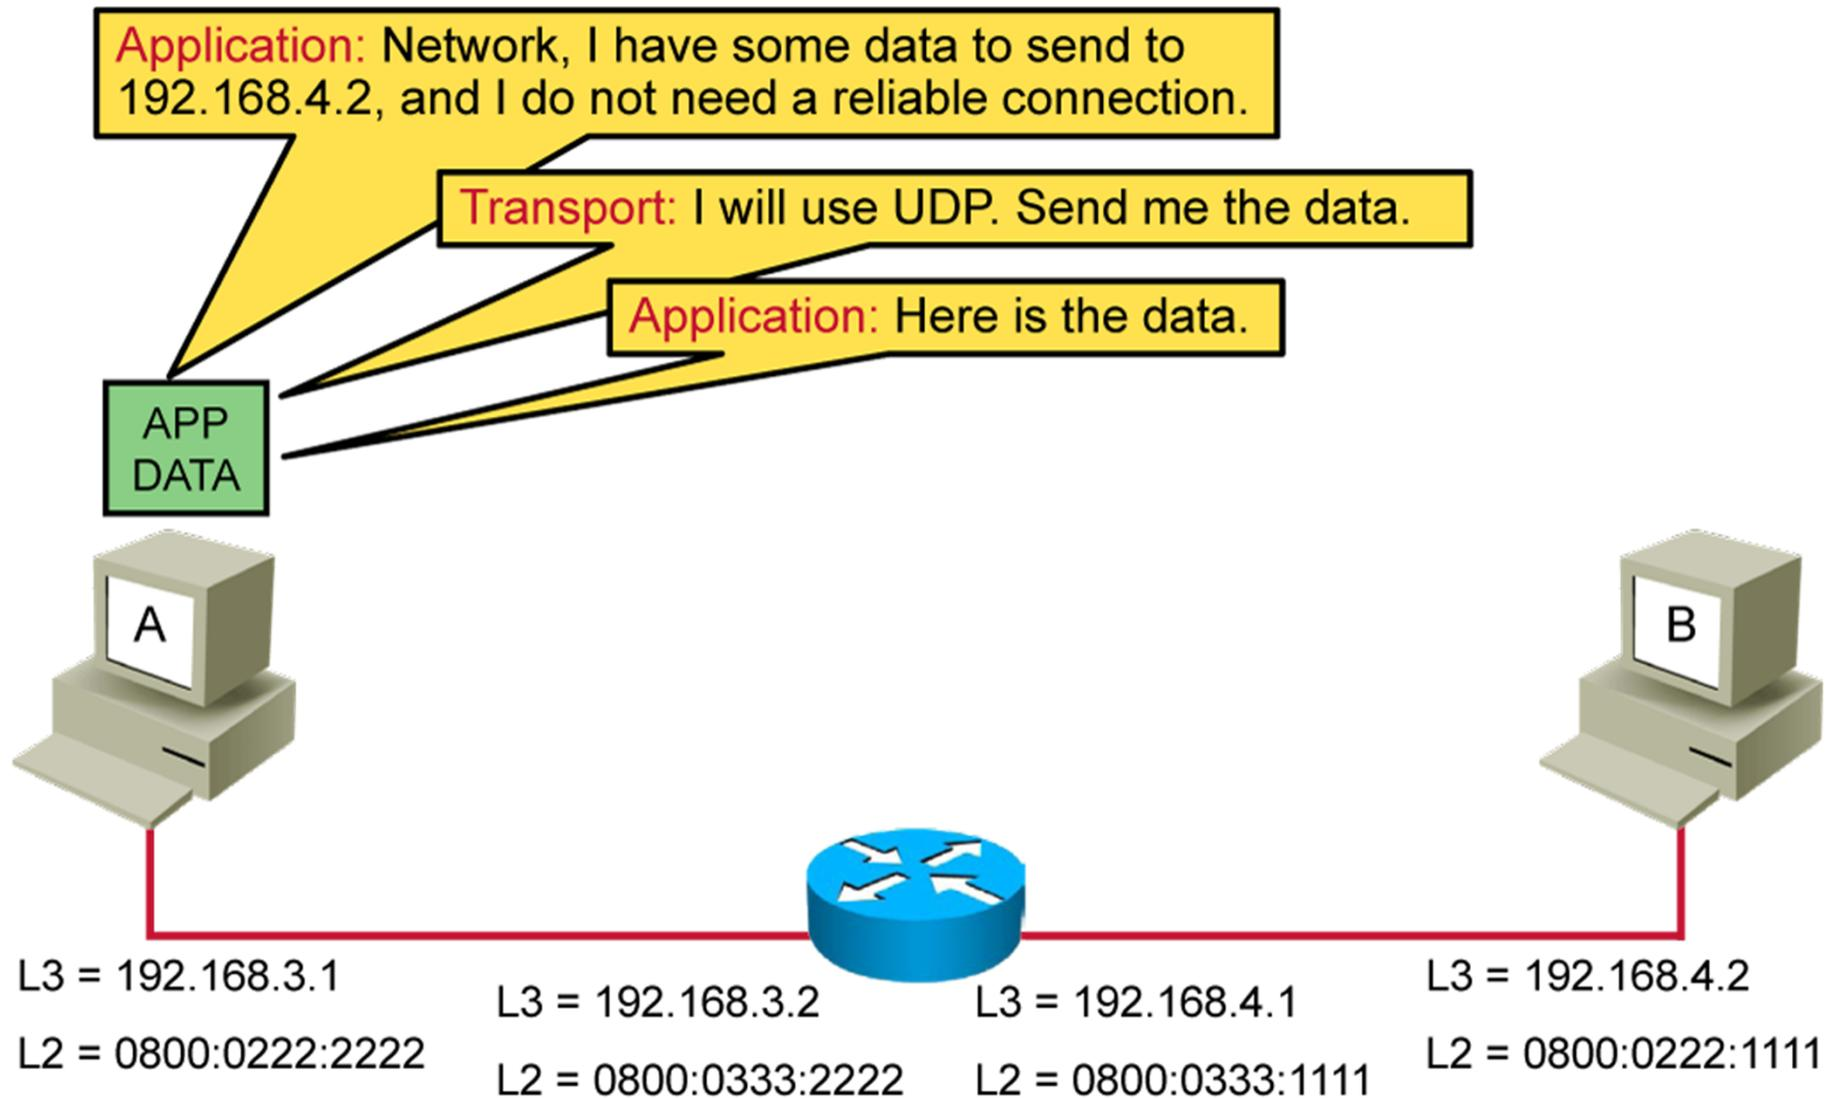 Application: Network, I have some data to send to
192.168.4.2, and I do not need a reliable connection.
Transport: I will use UDP. Send me the data.
Application: Here is the data.
APP
DATA
A
B
L3 = 192.168.3.1
L2 = 0800:0222:2222
L3 = 192.168.3.2
L2 = 0800:0333:2222
L3 = 192.168.4.1
L2 = 0800:0333:1111
L3 = 192.168.4.2
L2 = 0800:0222:1111